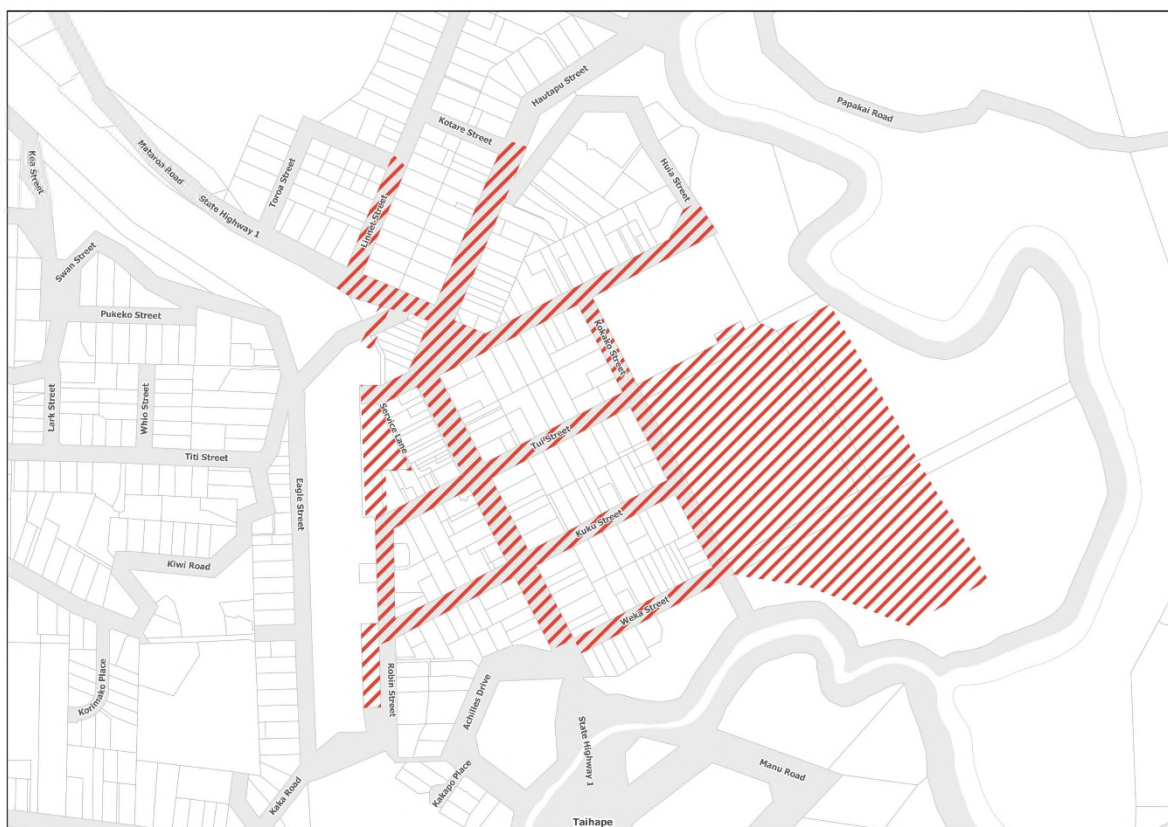 Hautapu Street
Papakai Road
Kotare Street
Mataroa Road
Kea Street
Toroa Street
Huia Street
State Highway 1
Linnet Street
Swan Street
Pukeko Street
Kokako Street
Lark Street
Whio Street
Service Lane
Tui Street
Titi Street
Eagle Street
Kuku Street
Kiwi Road
Weka Street
Korimako Place
Robin Street
Achilles Drive
State Highway 1
Manu Road
Kakapo Place
Kaka Road
Taihape